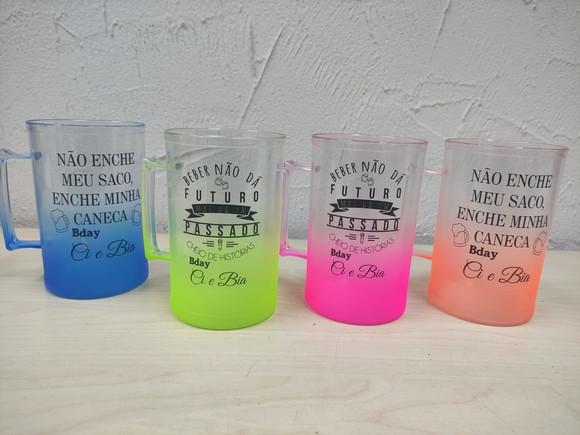 NÃO ENCHE
MEU SACO,
ENCHE MINHA
CANECA
Bday
Ci e Bia
BEBER NÃO DÁ
FUTURO
PASSADO
CHEIO DE HISTÓRIAS
Bday
Ci e Bia
BEBER NÃO DÁ
FUTURO
PASSADO
CHEIO DE HISTÓRIAS
Bday
Ci e Bia
NÃO ENCHE
MEU SACO,
ENCHE MINHA
CANECA
Bday
Ci e Bia